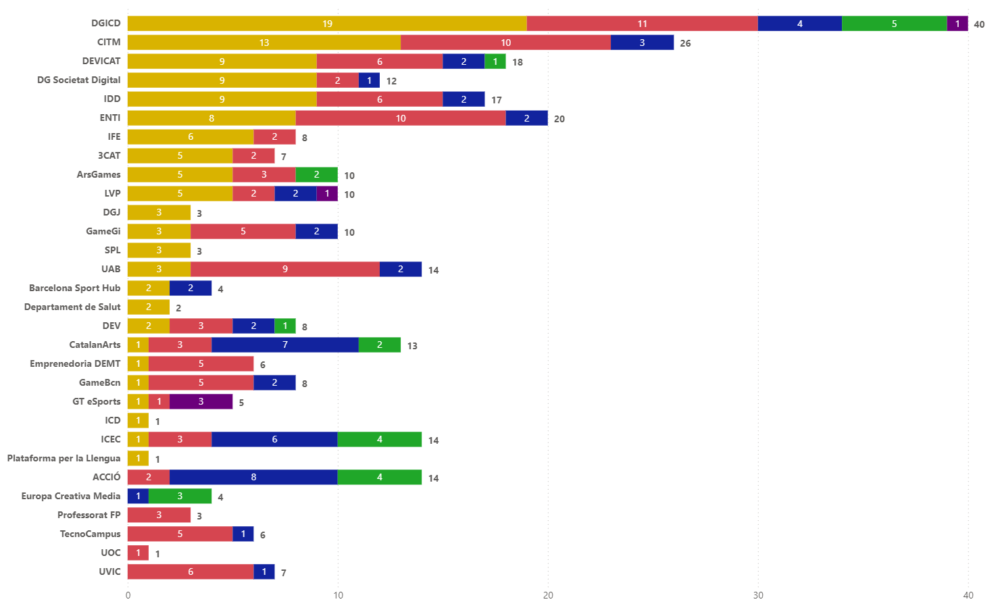 DGICD 19 11 4 5 1 40
CITM 13 10 3 26
DEVICAT 9 6 2 1 18
DG Societat Digital 9 2 1 12
IDD 9 6 2 17
ENTI 8 10 2 20
IFE 6 2 8
3CAT 5 2 7
ArsGames 5 3 2 10
LVP 5 2 2 1 10
DGJ 3 3
GameGi 3 5 2 10
SPL 3 3
UAB 3 9 2 14
Barcelona Sport Hub 2 2 4
Departament de Salut 2 2
DEV 2 3 2 1 8
CatalanArts 1 3 7 2 13
Emprenedoria DEMT 1 5 6
GameBcn 1 5 2 8
GT eSports 1 1 3 5
ICD 1 1
ICEC 1 3 6 4 14
Plataforma per la Llengua 1 1
ACCIÓ 2 8 4 14
Europa Creativa Media 1 3 4
Professorat FP 3 3
TecnoCampus 5 1 6
UOC 1 1
UVIC 6 1 7
0 10 20 30 40